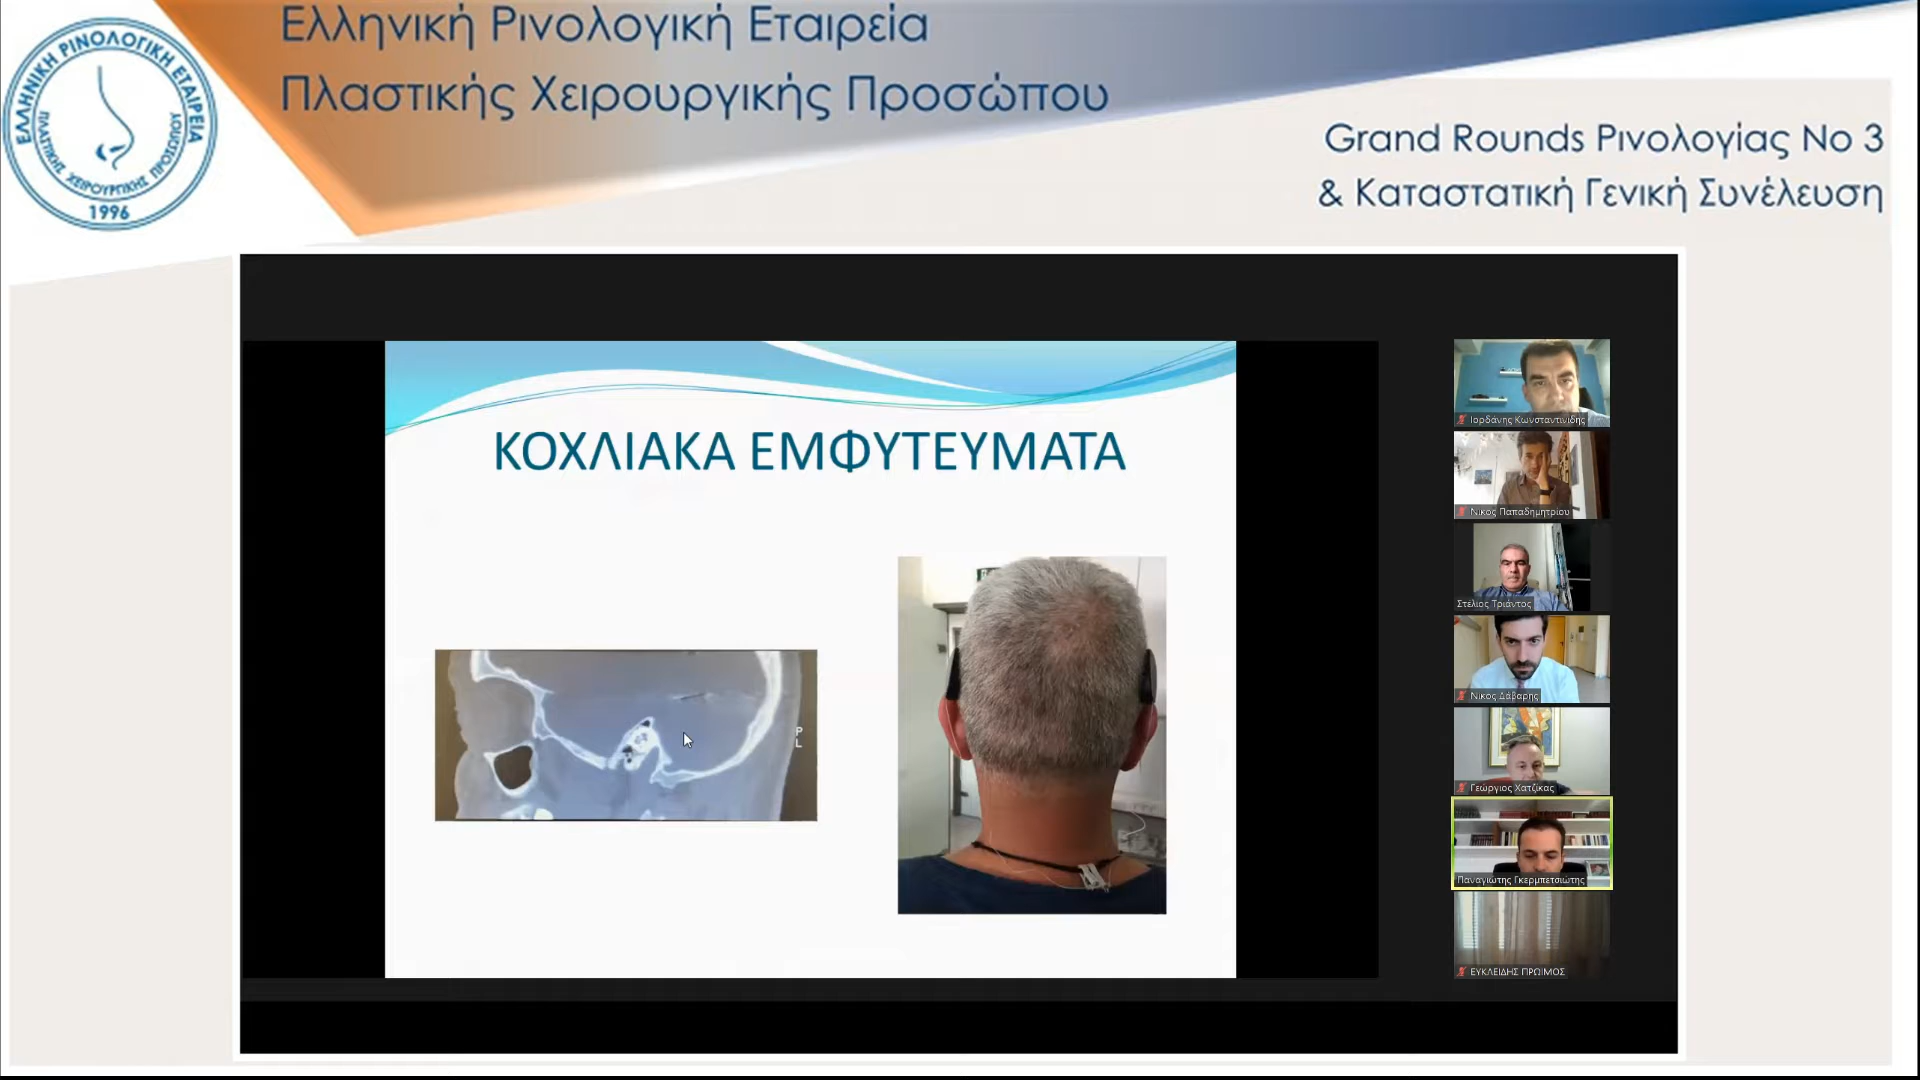 Ελληνική Ρινολογική Εταιρεία
Πλαστικής Χειρουργικής Προσώπου
ΕΛΛΗΝΙΚΗ ΡΙΝΟΛΟΓΙΚΗ ΕΤΑΙΡΕΙΑ
ΠΛΑΣΤΙΚΗΣ ΧΕΙΡΟΥΡΓΙΚΗΣ ΠΡΟΣΩΠΟΥ
1996
Grand Rounds Ρινολογίας Νο 3
& Καταστατική Γενική Συνέλευση
ΚΟΧΛΙΑΚΑ ΕΜΦΥΤΕΥΜΑΤΑ
P
L
Ιορδάνης Κωνσταντινίδης
Νίκος Παπαδημητρίου
Στέλιος Τριάντος
Νίκος Δάβαρης
Γεώργιος Χατζίκας
Παναγιώτης Γκερμπετσιώτης
ΕΥΚΛΕΙΔΗΣ ΠΡΩΙΜΟΣ